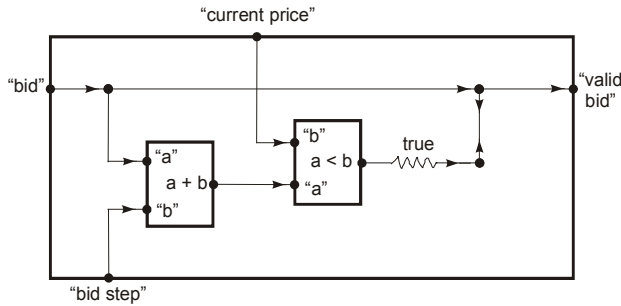 “current price”
“bid”
“valid
bid”
“b”
true
“a”
a < b
a + b
“a”
“b”
“bid step”